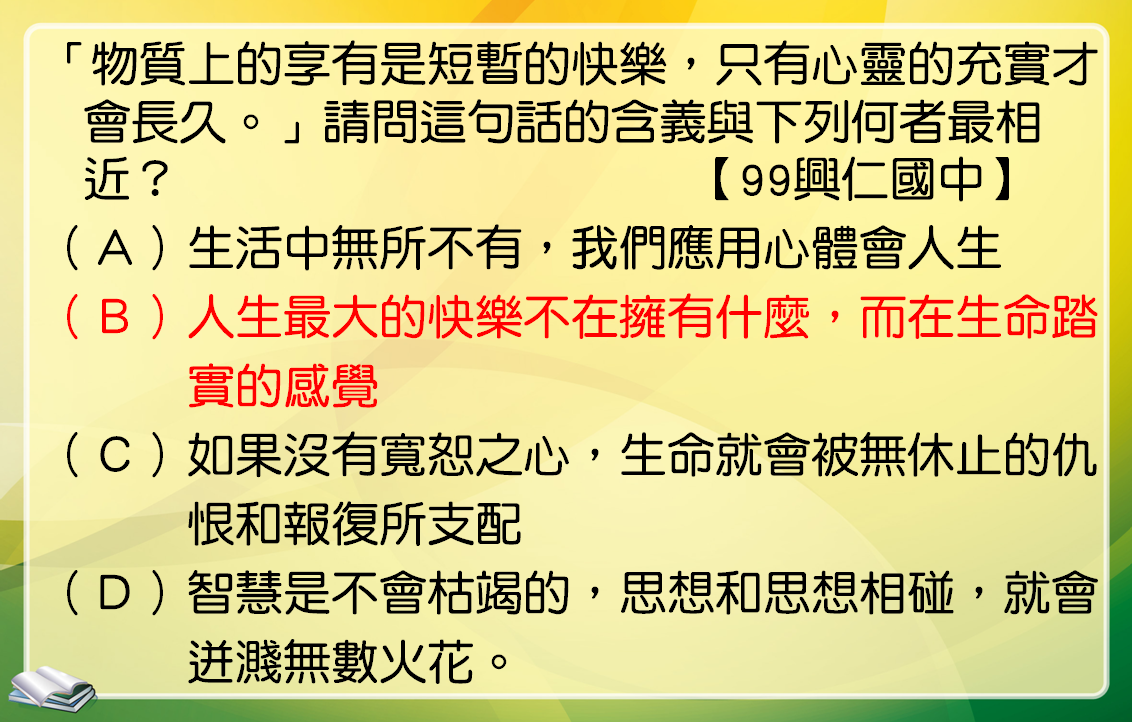 「物質上的享有是短暫的快樂，只有心靈的充實才
會長久。」請問這句話的含義與下列何者最相
近？【99興仁國中】
（A）生活中無所不有，我們應用心體會人生
（B）人生最大的快樂不在擁有什麼，而在生命踏
實的感覺
（C）如果沒有寬恕之心，生命就會被無休止的仇
恨和報復所支配
（D）智慧是不會枯竭的，思想和思想相碰，就會
迸濺無數火花。